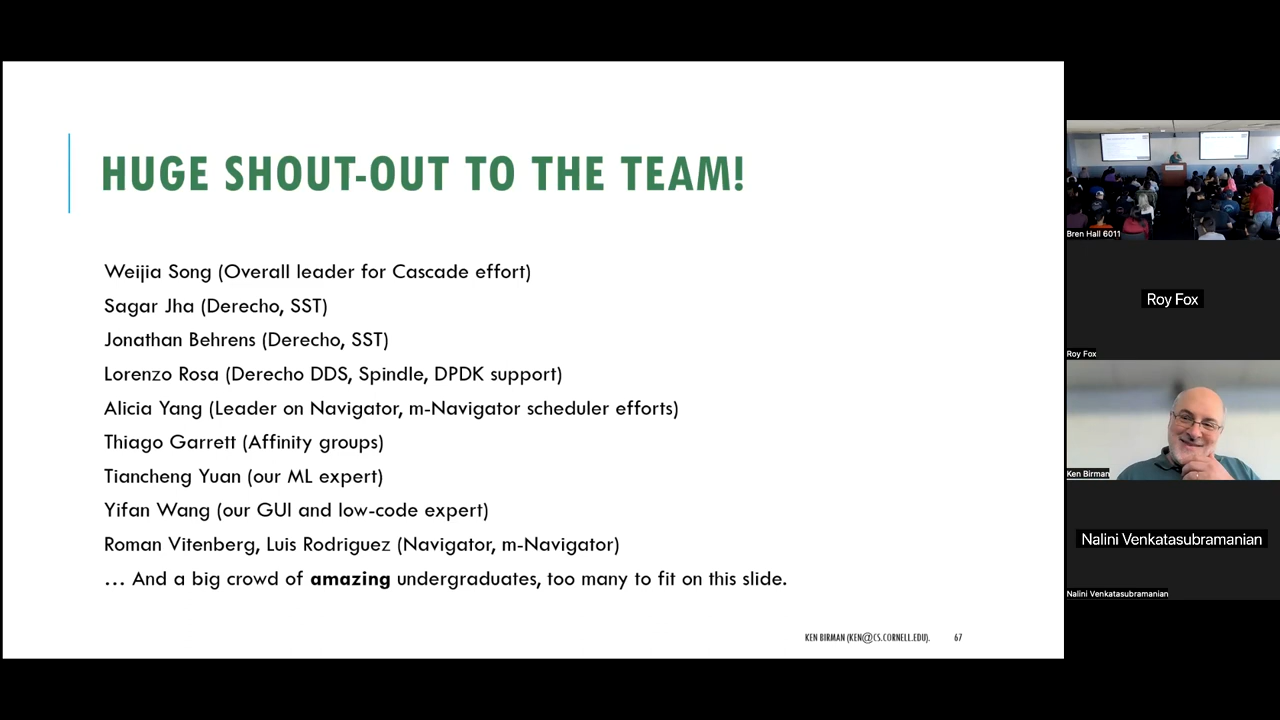 HUGE SHOUT-OUT TO THE TEAM!
Weijia Song (Overall leader for Cascade effort)
Sagar Jha (Derecho, SST)
Jonathan Behrens (Derecho, SST)
Lorenzo Rosa (Derecho DDS, Spindle, DPDK support)
Alicia Yang (Leader on Navigator, m-Navigator scheduler efforts)
Thiago Garrett (Affinity groups)
Tiancheng Yuan (our ML expert)
Yifan Wang (our GUI and low-code expert)
Roman Vitenberg, Luis Rodriguez (Navigator, m-Navigator)
… And a big crowd of amazing undergraduates, too many to fit on this slide.
KEN BIRMAN (KEN@CS.CORNELL.EDU). 67
Bren Hall 6011
Roy Fox
Roy Fox
Ken Birman
Nalini Venkatasubramanian
Nalini Venkatasubramanian